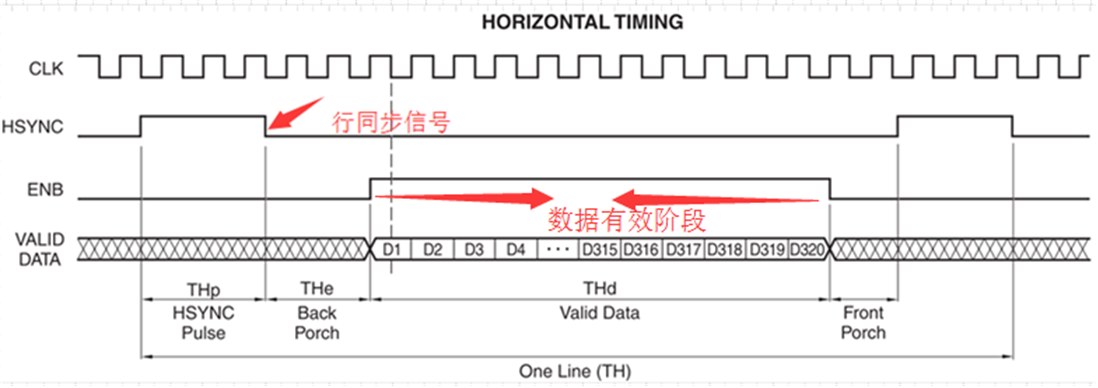 HORIZONTAL TIMING
CLK
HSYNC
行同步信号
ENB
数据有效阶段
VALID
DATA
D1 D2 D3 D4 ··· D315 D316 D317 D318 D319 D320
THp THe THd
HSYNC
Pulse
Back
Porch
Valid Data
Front
Porch
One Line (TH)